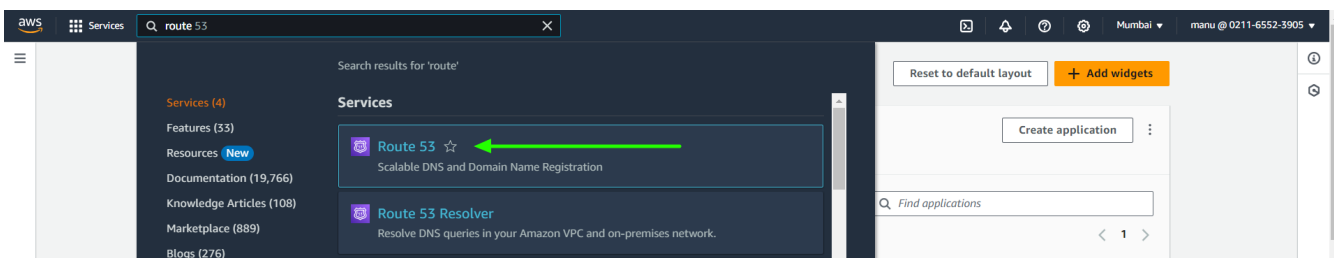 aws Services route 53 Mumbai manu @ 0211-6552-3905
Search results for 'route'
Reset to default layout + Add widgets
Services (4)
Services
Features (33)
Create application
Route 53
Resources New
Scalable DNS and Domain Name Registration
Documentation (19,766)
Knowledge Articles (108)
Find applications
Route 53 Resolver
Marketplace (889)
Resolve DNS queries in your Amazon VPC and on-premises network.
< 1 >
Blogs (276)